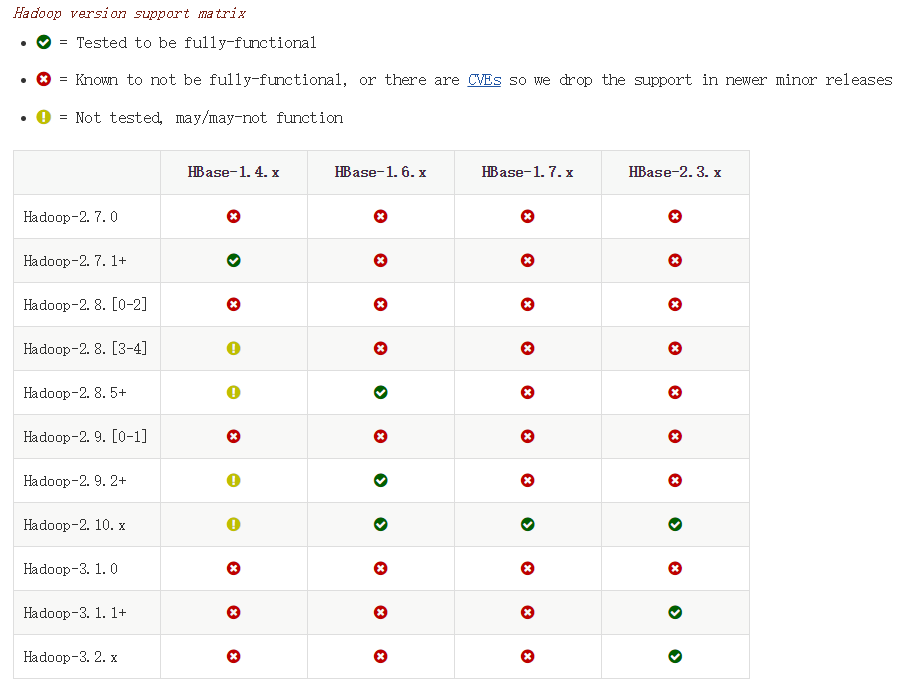 Hadoop version support matrix
= Tested to be fully-functional
= Known to not be fully-functional, or there are CVEs so we drop the support in newer minor releases
= Not tested, may/may-not function
HBase-1.4.x HBase-1.6.x HBase-1.7.x HBase-2.3.x
Hadoop-2.7.0
Hadoop-2.7.1+
Hadoop-2.8.[0-2]
Hadoop-2.8.[3-4]
Hadoop-2.8.5+
Hadoop-2.9.[0-1]
Hadoop-2.9.2+
Hadoop-2.10.x
Hadoop-3.1.0
Hadoop-3.1.1+
Hadoop-3.2.x